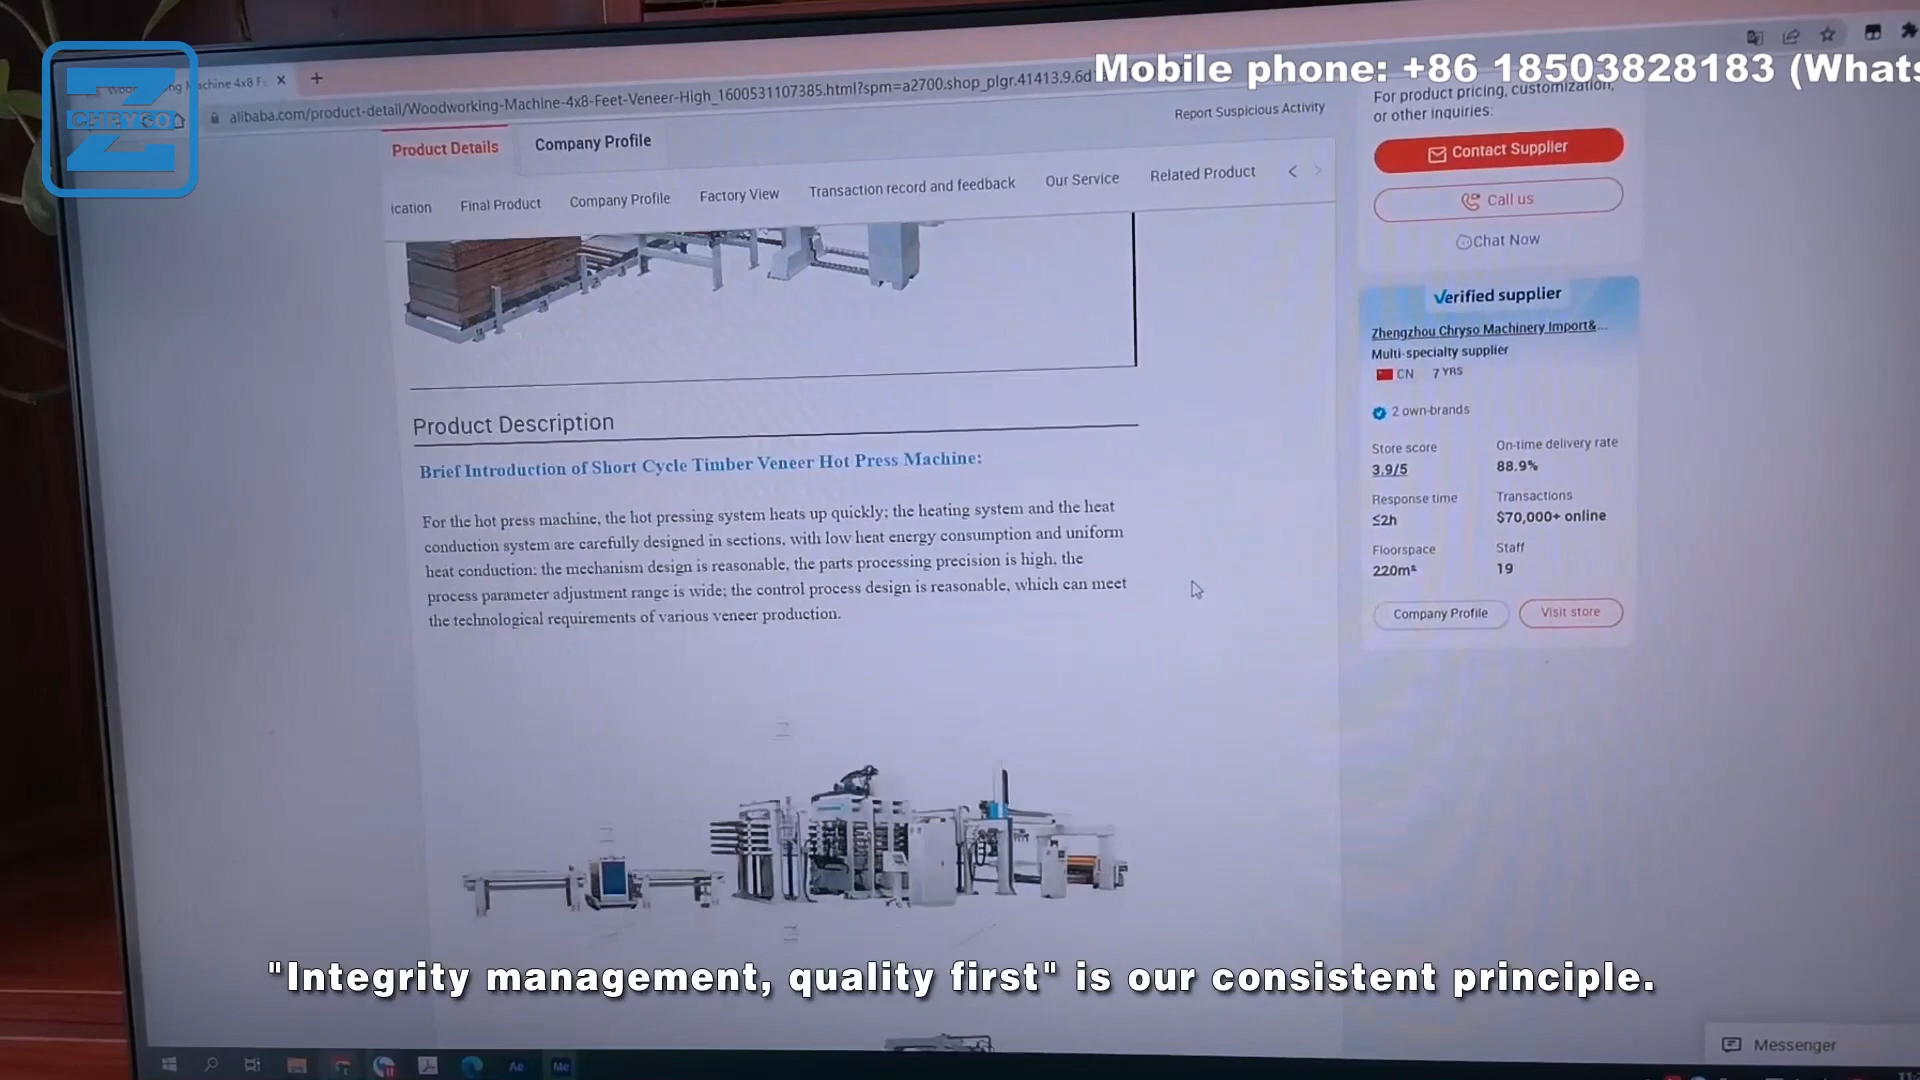 Mobile phone: +86 18503828183 (Whats
CHRYSO
achine 4x8 F
alibaba.com/product-detail/Woodworking-Machine-4x8-Feet-Veneer-High_1600531107385.html?spm=a2700.shop_plgr.41413.9.6d
Report Suspicious Activity
For product pricing, customization,
or other inquiries:
Product Details
Company Profile
Contact Supplier
ication
Final Product
Company Profile
Factory View
Transaction record and feedback
Our Service
Related Product
Call us
Chat Now
Verified supplier
Zhengzhou Chryso Machinery Import&...
Multi-specialty supplier
CN 7 YRS
2 own-brands
Store score
On-time delivery rate
3.9/5
88.9%
Response time
Transactions
≤2h
$70,000+ online
Floorspace
Staff
220m²
19
Company Profile
Visit store
Product Description
Brief Introduction of Short Cycle Timber Veneer Hot Press Machine:
For the hot press machine, the hot pressing system heats up quickly; the heating system and the heat
conduction system are carefully designed in sections, with low heat energy consumption and uniform
heat conduction; the mechanism design is reasonable, the parts processing precision is high, the
process parameter adjustment range is wide; the control process design is reasonable, which can meet
the technological requirements of various veneer production.
"Integrity management, quality first" is our consistent principle.
Messenger
Ae
Me